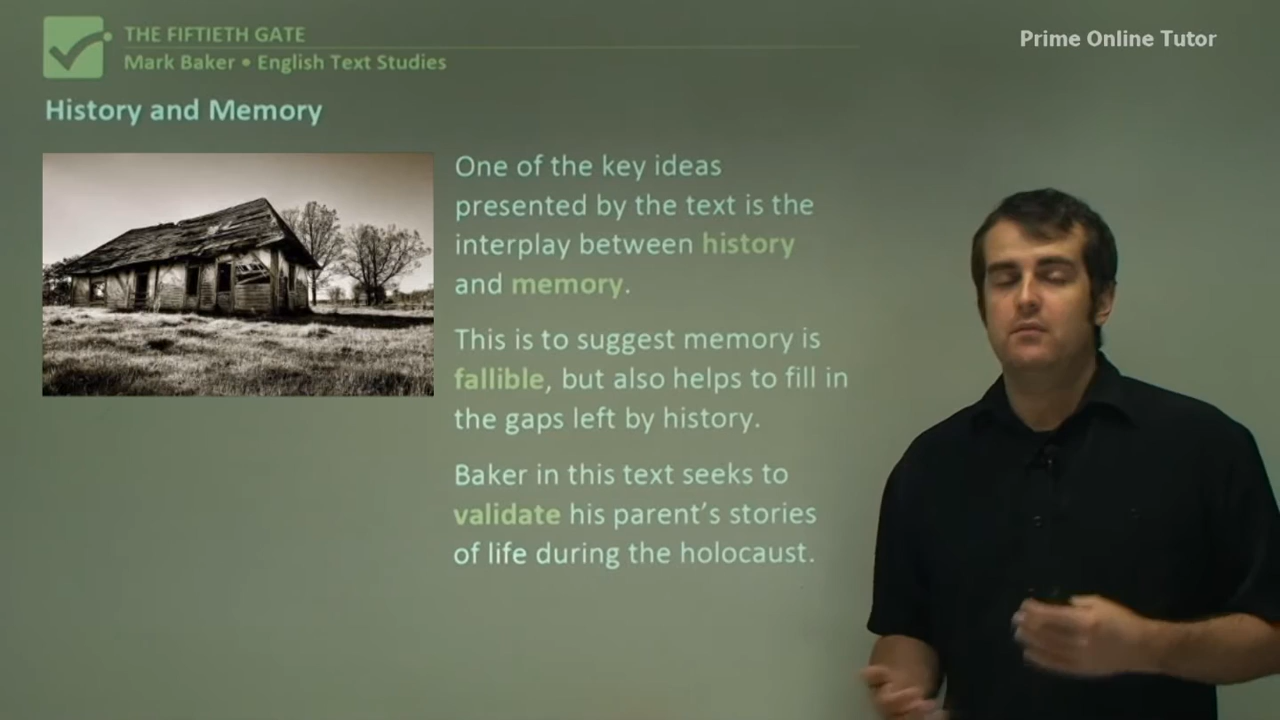 THE FIFTIETH GATE
Mark Baker • English Text Studies
Prime Online Tutor
History and Memory
One of the key ideas
presented by the text is the
interplay between history
and memory.
This is to suggest memory is
fallible, but also helps to fill in
the gaps left by history.
Baker in this text seeks to
validate his parent’s stories
of life during the holocaust.